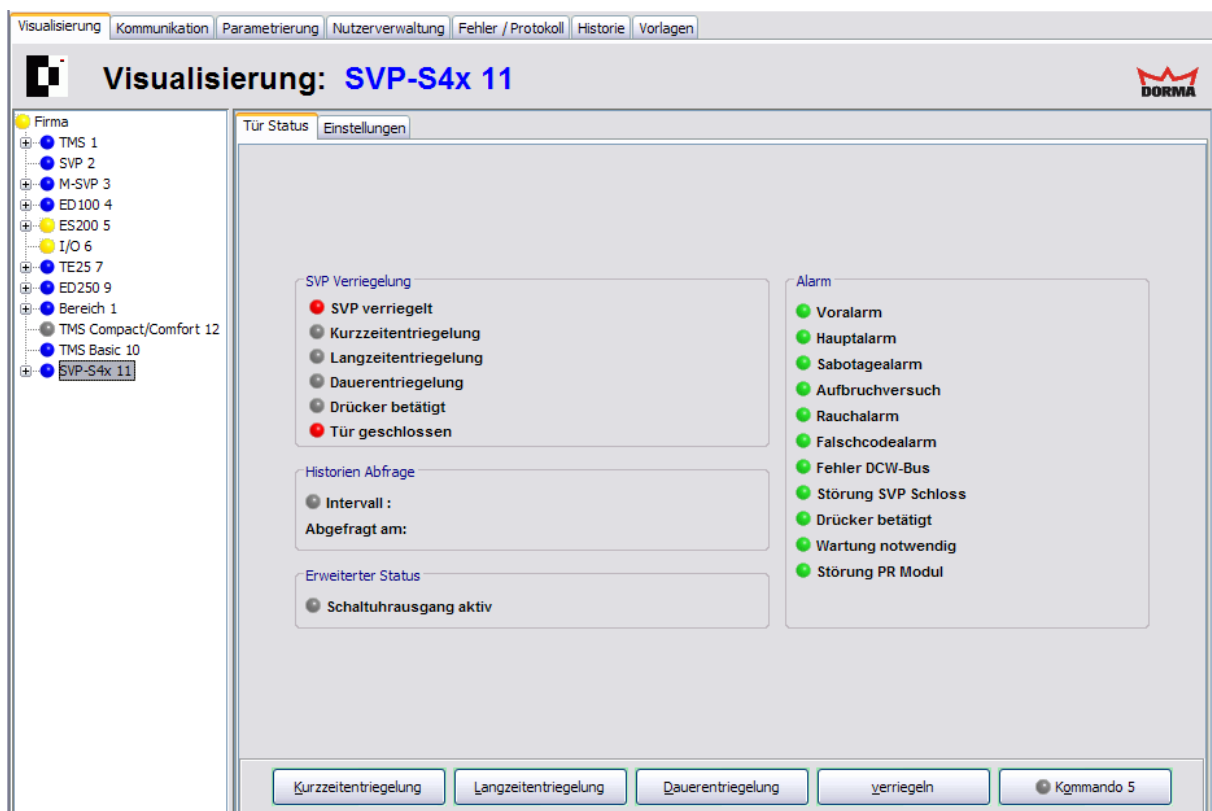 Visualisierung Kommunikation Parametrierung Nutzerverwaltung Fehler / Protokoll Historie Vorlagen
Visualisierung: SVP-S4x 11
DORMA
Firma
TMS 1
SVP 2
M-SVP 3
ED100 4
ES200 5
I/O 6
TE25 7
ED250 9
Bereich 1
TMS Compact/Comfort 12
TMS Basic 10
SVP-S4x 11
Tür Status Einstellungen
SVP Verriegelung
SVP verriegelt
Kurzzeitentriegelung
Langzeitentriegelung
Dauerentriegelung
Drücker betätigt
Tür geschlossen
Historien Abfrage
Intervall :
Abgefragt am:
Erweiterter Status
Schaltuhrausgang aktiv
Alarm
Voralarm
Hauptalarm
Sabotagealarm
Aufbruchversuch
Rauchalarm
Falschcodealarm
Fehler DCW-Bus
Störung SVP Schloss
Drücker betätigt
Wartung notwendig
Störung PR Modul
Kurzzeitentriegelung Langzeitentriegelung Dauerentriegelung verriegeln Kommando 5